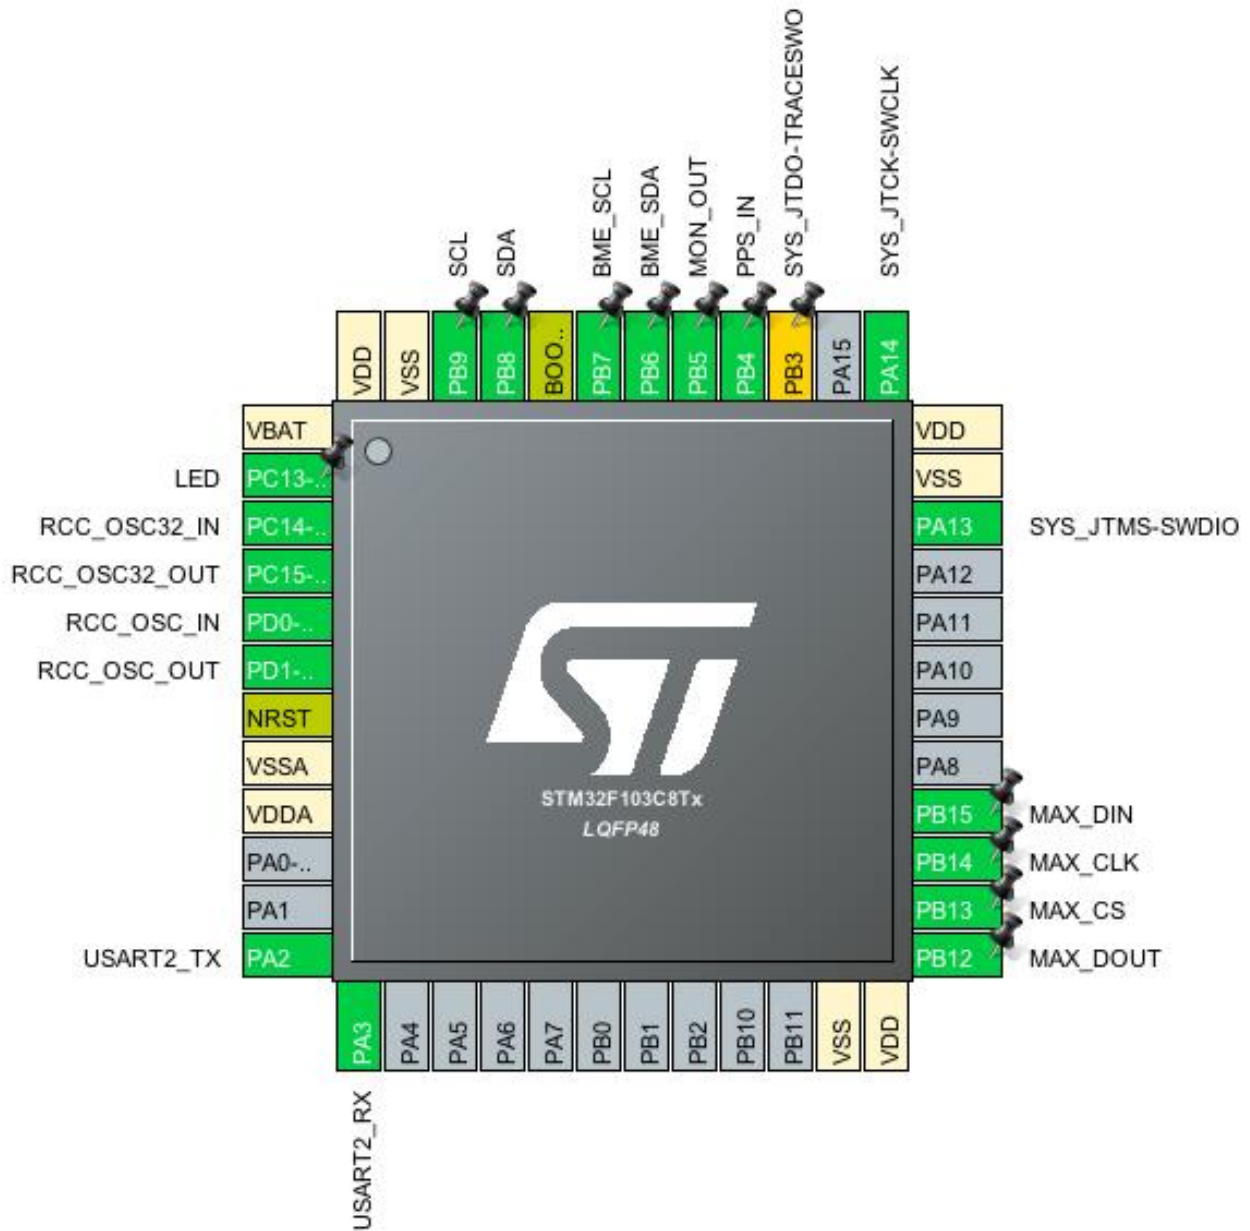 SCL
SDA
BME_SCL
BME_SDA
MON_OUT
PPS_IN
SYS_JTDO-TRACESWO
SYS_JTCK-SWCLK
VDD
VSS
PB9
PB8
BOO..
PB7
PB6
PB5
PB4
PB3
PA15
PA14
VBAT
LED PC13-..
RCC_OSC32_IN PC14-..
RCC_OSC32_OUT PC15-..
RCC_OSC_IN PD0-..
RCC_OSC_OUT PD1-..
NRST
VSSA
VDDA
PA0-..
PA1
USART2_TX PA2
ST
STM32F103C8Tx
LQFP48
VDD
VSS
PA13 SYS_JTMS-SWDIO
PA12
PA11
PA10
PA9
PA8
PB15 MAX_DIN
PB14 MAX_CLK
PB13 MAX_CS
PB12 MAX_DOUT
PA3
PA4
PA5
PA6
PA7
PB0
PB1
PB2
PB10
PB11
VSS
VDD
USART2_RX